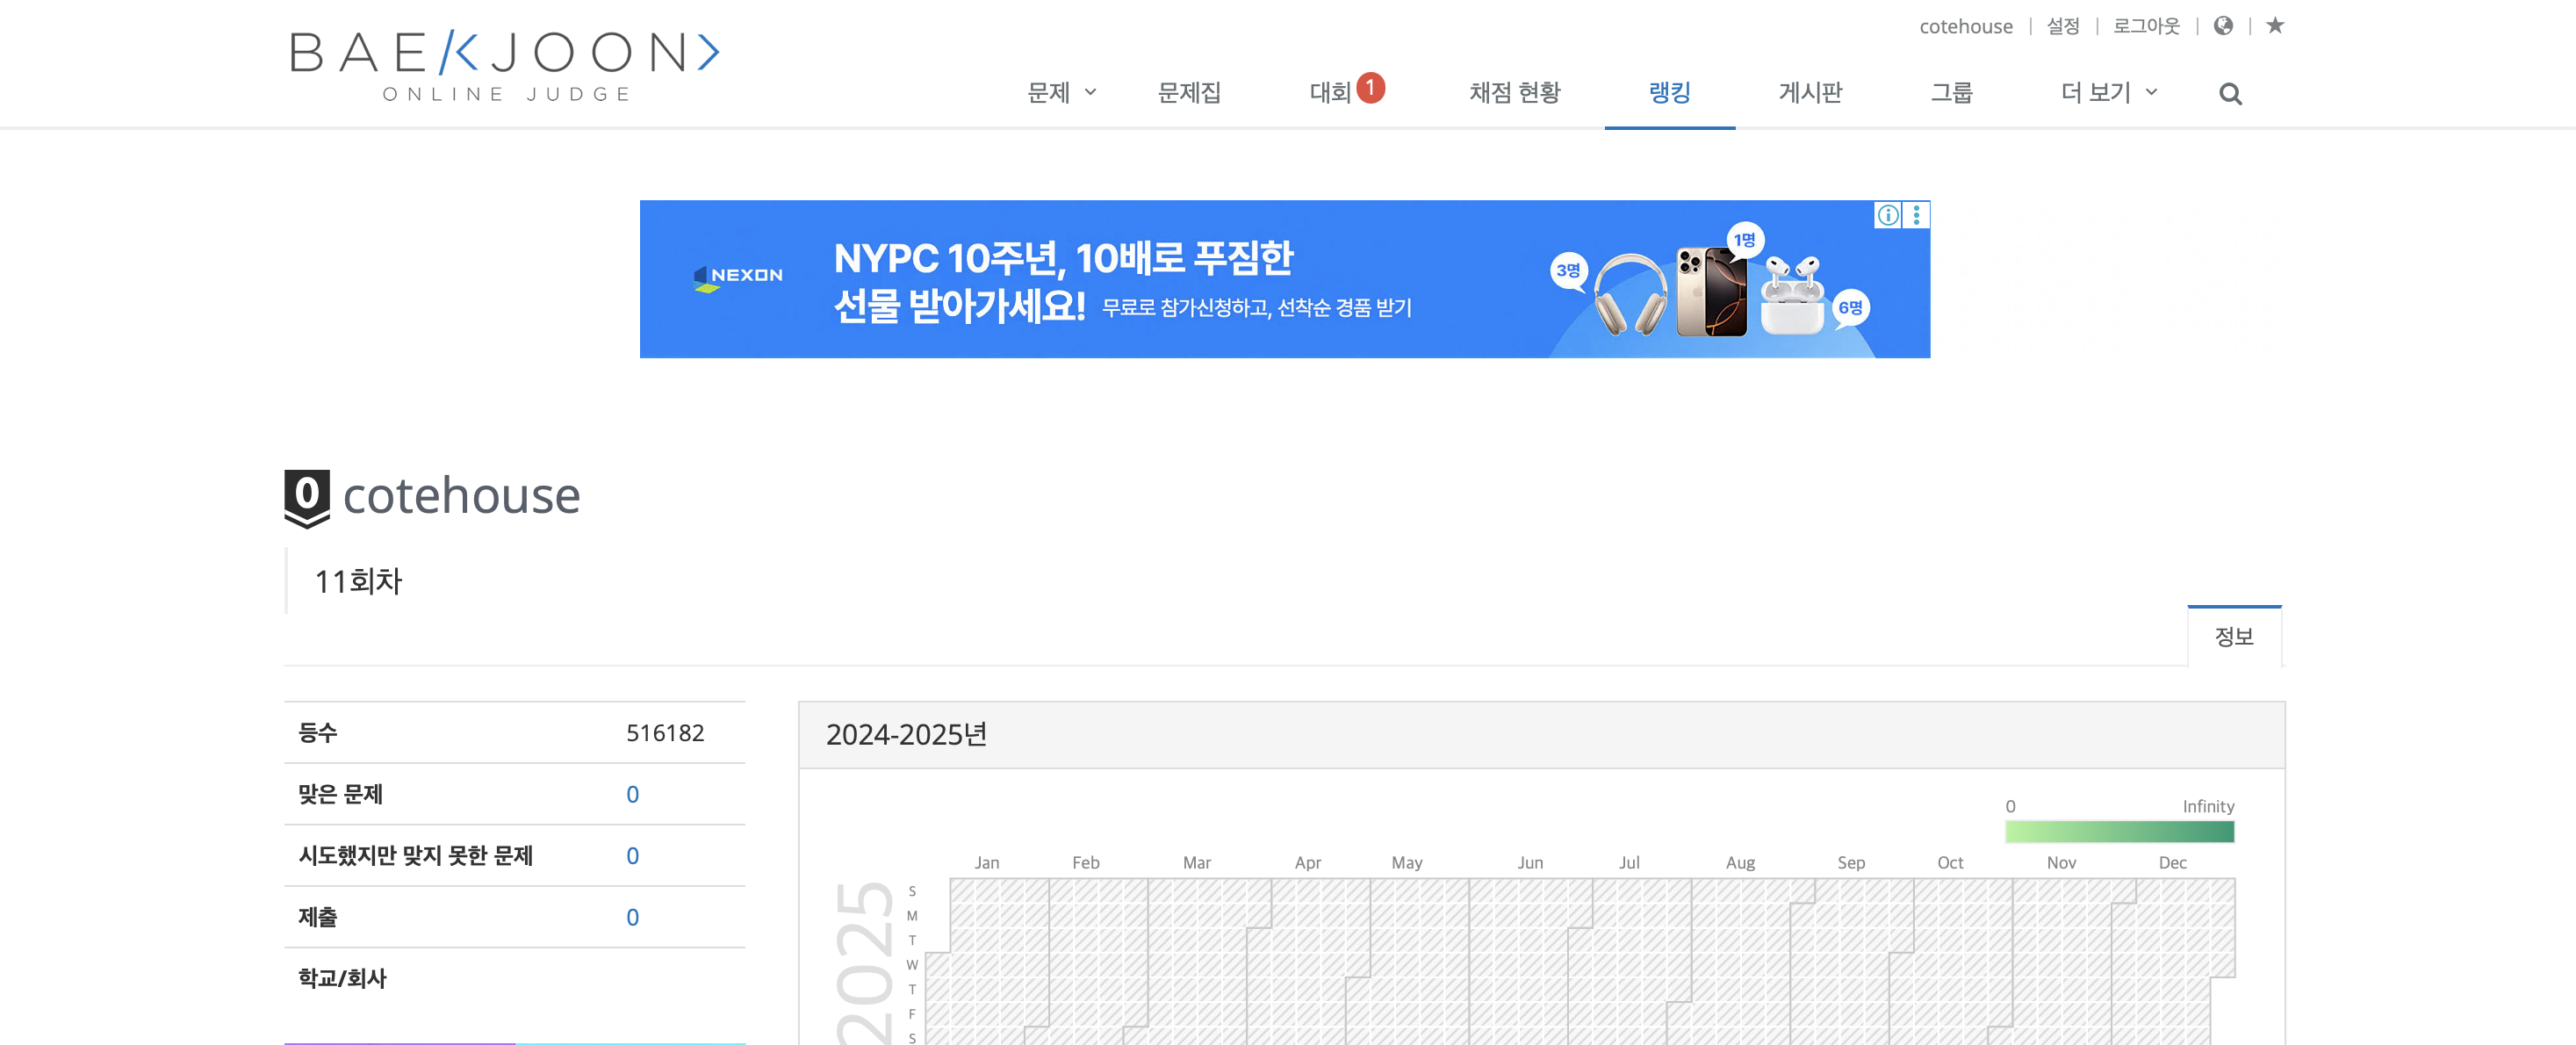 cotehouse | 설정 | 로그아웃 | |
BAEKJOON>
ONLINE JUDGE
문제 문제집 대회 1 채점 현황 랭킹 게시판 그룹 더 보기
NEXON
NYPC 10주년, 10배로 푸짐한
선물 받아가세요! 무료로 참가신청하고, 선착순 경품 받기
3명
1명
6명
0 cotehouse
11회차
정보
등수 516182
맞은 문제 0
시도했지만 맞지 못한 문제 0
제출 0
학교/회사
2024-2025년
0 Infinity
Jan Feb Mar Apr May Jun Jul Aug Sep Oct Nov Dec
2025
S
M
T
W
T
F
S